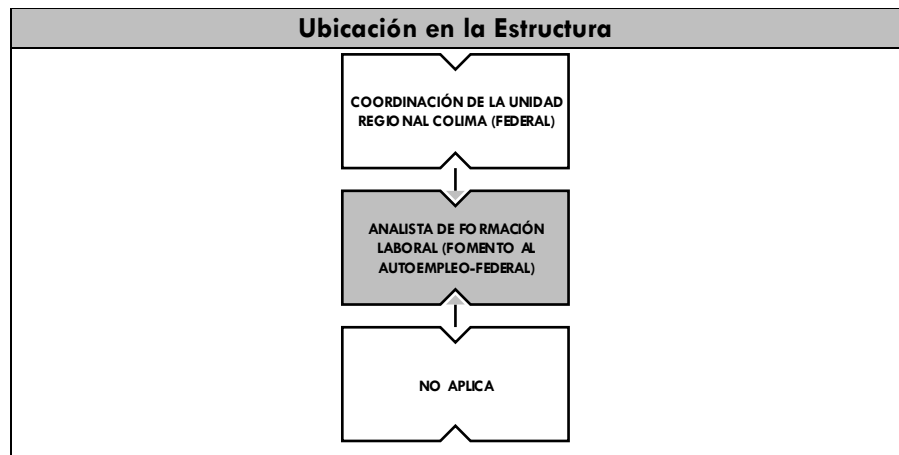 Ubicación en la Estructura
COORDINACIÓN DE LA UNIDAD
REGIONAL COLIMA (FEDERAL)
ANALISTA DE FORMACIÓN
LABORAL (FOMENTO AL
AUTOEMPLEO-FEDERAL)
NO APLICA